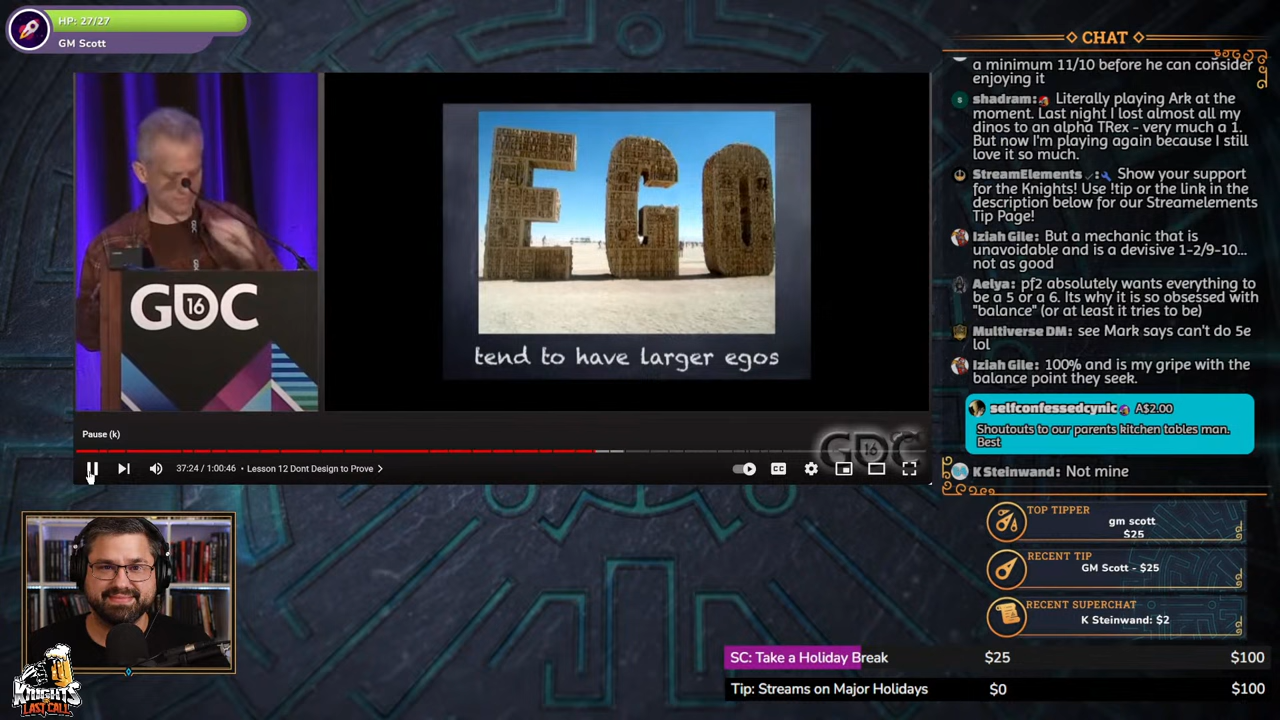 HP: 27/27
GM Scott
GDC
16
EGO
tend to have larger egos
Pause (k)
GDC
16
37:24 / 1:00:46 • Lesson 12 Dont Design to Prove
CC
KNIGHTS
OF
LAST CALL
CHAT
a minimum 11/10 before he can consider
enjoying it
shadram: Literally playing Ark at the
moment. Last night I lost almost all my
dinos to an alpha TRex - very much a 1.
But now I'm playing again because I still
love it so much.
StreamElements : Show your support
for the Knights! Use !tip or the link in the
description below for our Streamelements
Tip Page!
Iziah Gile: But a mechanic that is
unavoidable and is a devisive 1-2/9-10...
not as good
Aelya: pf2 absolutely wants everything to
be a 5 or a 6. Its why it is so obsessed with
"balance" (or at least it tries to be)
Multiverse DM: see Mark says can't do 5e
lol
Iziah Gile: 100% and is my gripe with the
balance point they seek.
selfconfessedcynic A$2.00
Shoutouts to our parents kitchen tables man.
Best
K Steinwand: Not mine
TOP TIPPER
gm scott
$25
RECENT TIP
GM Scott - $25
RECENT SUPERCHAT
K Steinwand: $2
SC: Take a Holiday Break $25 $100
Tip: Streams on Major Holidays $0 $100